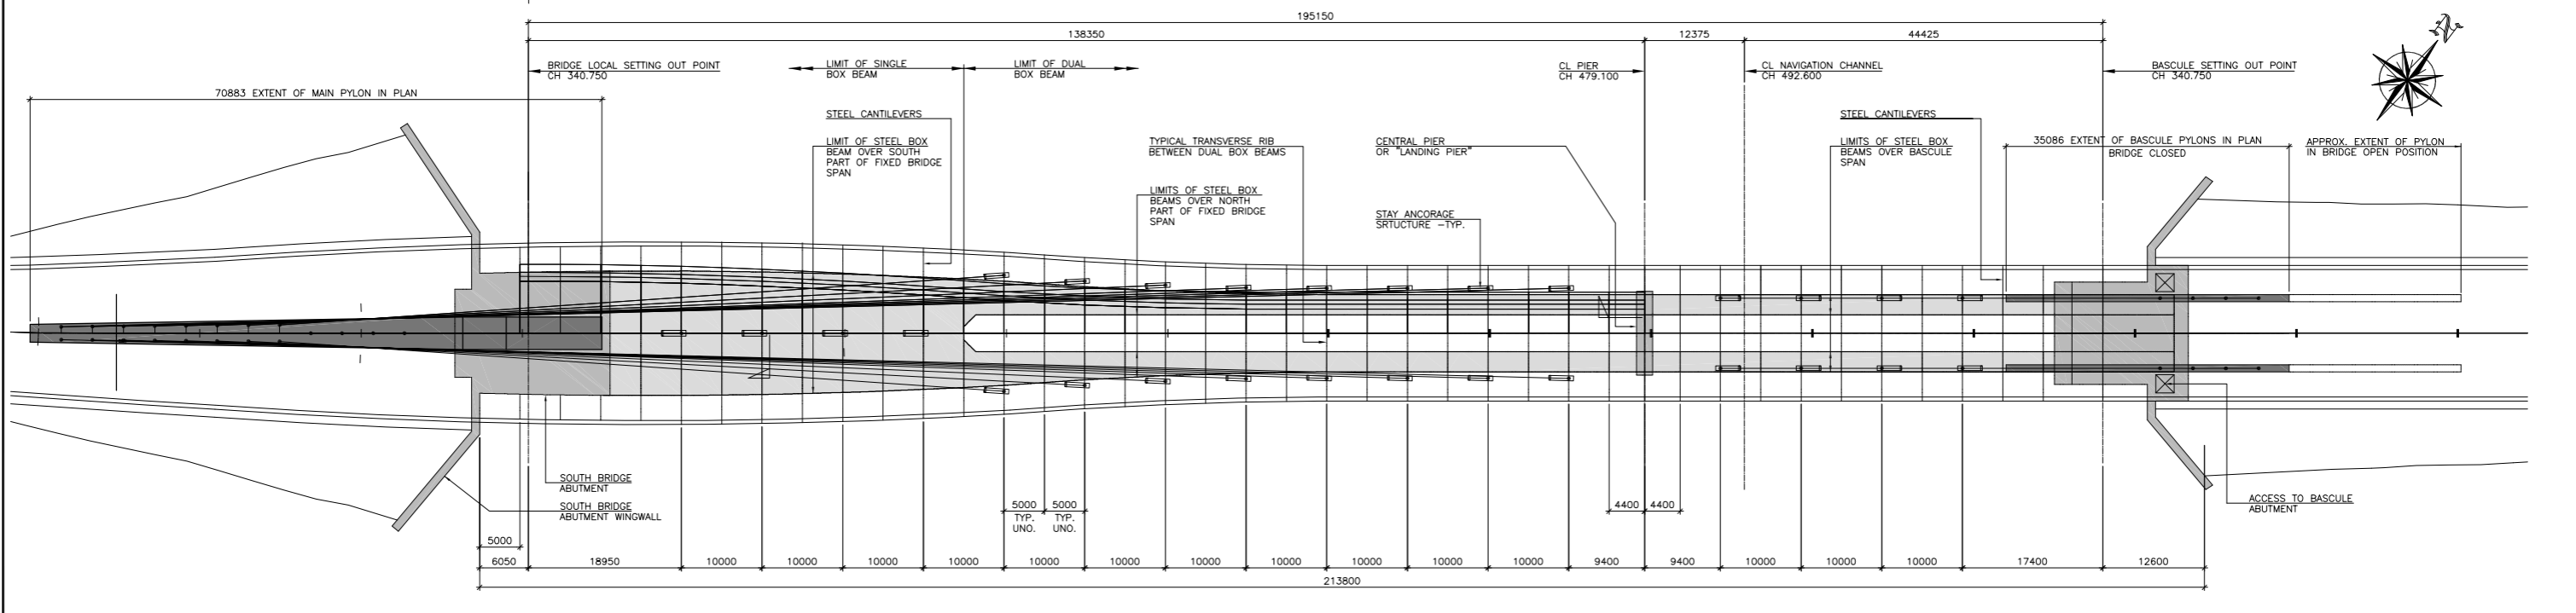 195150
138350
12375
44425
N
BRIDGE LOCAL SETTING OUT POINT
CH 340.750
LIMIT OF SINGLE
BOX BEAM
LIMIT OF DUAL
BOX BEAM
CL PIER
CH 479.100
CL NAVIGATION CHANNEL
CH 492.600
BASCULE SETTING OUT POINT
CH 340.750
70883 EXTENT OF MAIN PYLON IN PLAN
STEEL CANTILEVERS
LIMIT OF STEEL BOX
BEAM OVER SOUTH
PART OF FIXED BRIDGE
SPAN
TYPICAL TRANSVERSE RIB
BETWEEN DUAL BOX BEAMS
CENTRAL PIER
OR "LANDING PIER"
STEEL CANTILEVERS
LIMITS OF STEEL BOX
BEAMS OVER BASCULE
SPAN
35086 EXTENT OF BASCULE PYLONS IN PLAN
BRIDGE CLOSED
APPROX. EXTENT OF PYLON
IN BRIDGE OPEN POSITION
LIMITS OF STEEL BOX
BEAMS OVER NORTH
PART OF FIXED BRIDGE
SPAN
STAY ANCORAGE
SRTUCTURE -TYP.
SOUTH BRIDGE
ABUTMENT
SOUTH BRIDGE
ABUTMENT WINGWALL
ACCESS TO BASCULE
ABUTMENT
5000
TYP.
UNO.
5000
TYP.
UNO.
4400
4400
5000
6050
18950
10000
10000
10000
10000
10000
10000
10000
10000
10000
10000
10000
9400
9400
10000
10000
10000
17400
12600
213800